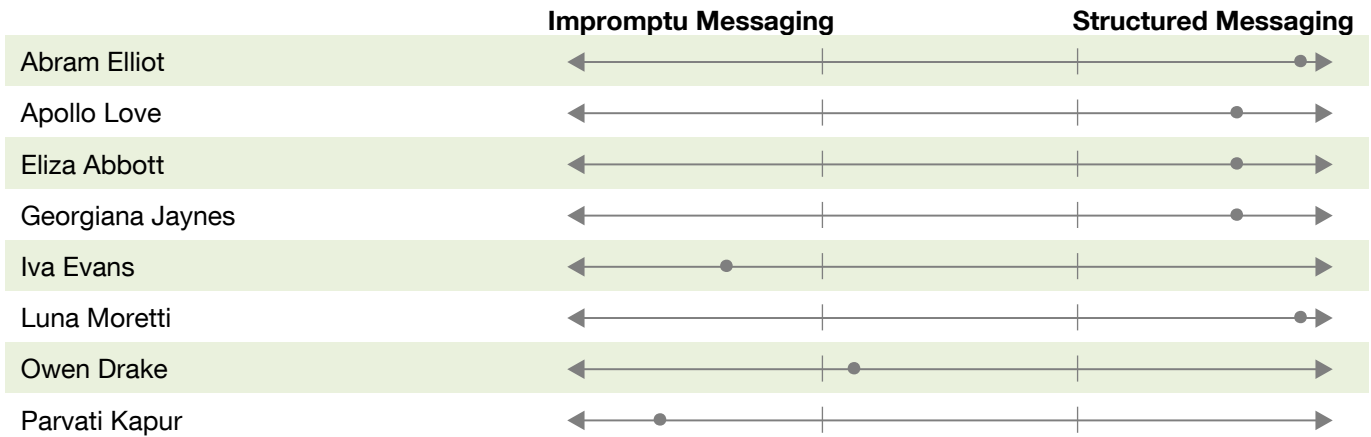 Impromptu Messaging Structured Messaging
Abram Elliot
Apollo Love
Eliza Abbott
Georgiana Jaynes
Iva Evans
Luna Moretti
Owen Drake
Parvati Kapur